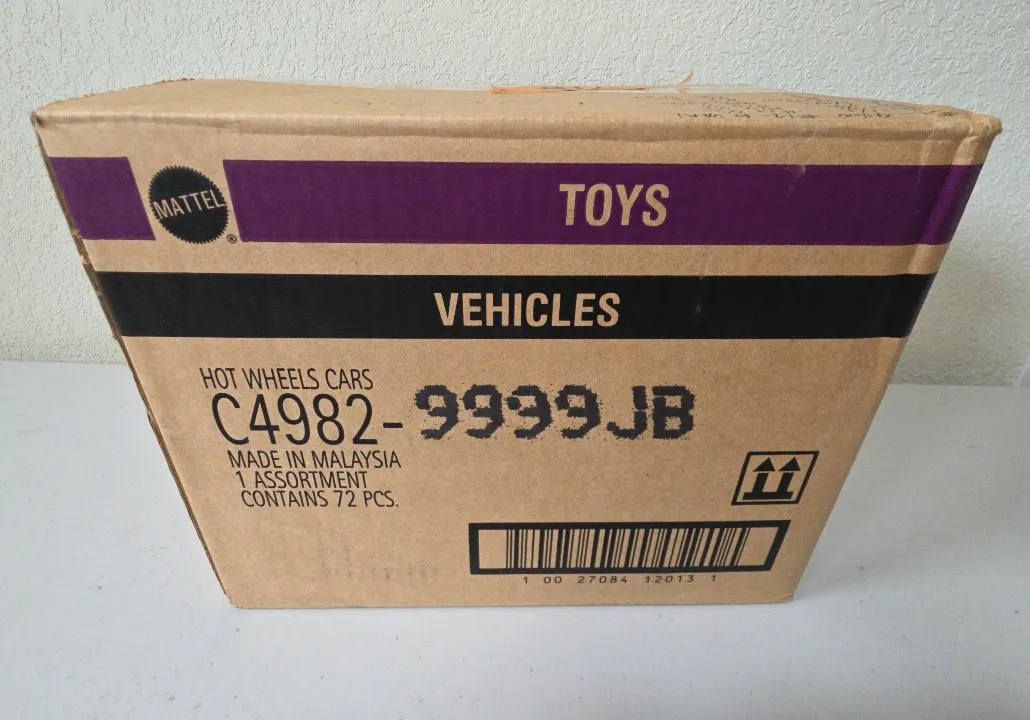 MATTEL
®
TOYS
VEHICLES
HOT WHEELS CARS
C4982-9999JB
MADE IN MALAYSIA
1 ASSORTMENT
CONTAINS 72 PCS.
1 00 27084 12013 1